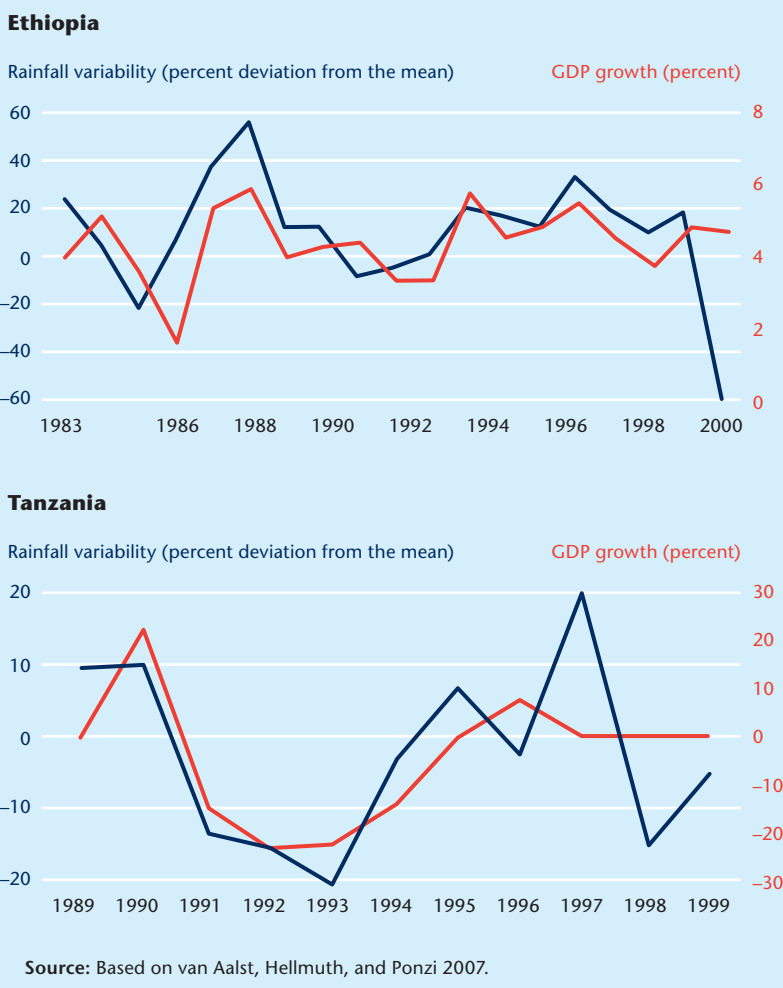 Ethiopia
Rainfall variability (percent deviation from the mean) GDP growth (percent)
60 8
40
20 6
0 4
–20
–40 2
–60 0
1983 1986 1988 1990 1992 1994 1996 1998 2000
Tanzania
Rainfall variability (percent deviation from the mean) GDP growth (percent)
20 30
20
10 10
0 0
–10 –10
–20
–20 –30
1989 1990 1991 1992 1993 1994 1995 1996 1997 1998 1999
Source: Based on van Aalst, Hellmuth, and Ponzi 2007.